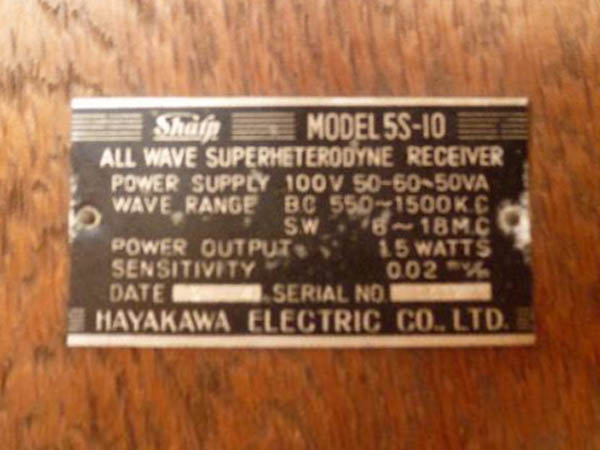 Sharp MODEL 5S-10
ALL WAVE SUPERHETERODYNE RECEIVER
POWER SUPPLY 100V 50-60~50VA
WAVE RANGE BC 550~1500K.C
S.W 6~18M.C
POWER OUTPUT 1.5 WATTS
SENSITIVITY 0.02
DATE SERIAL NO.
HAYAKAWA ELECTRIC CO., LTD.